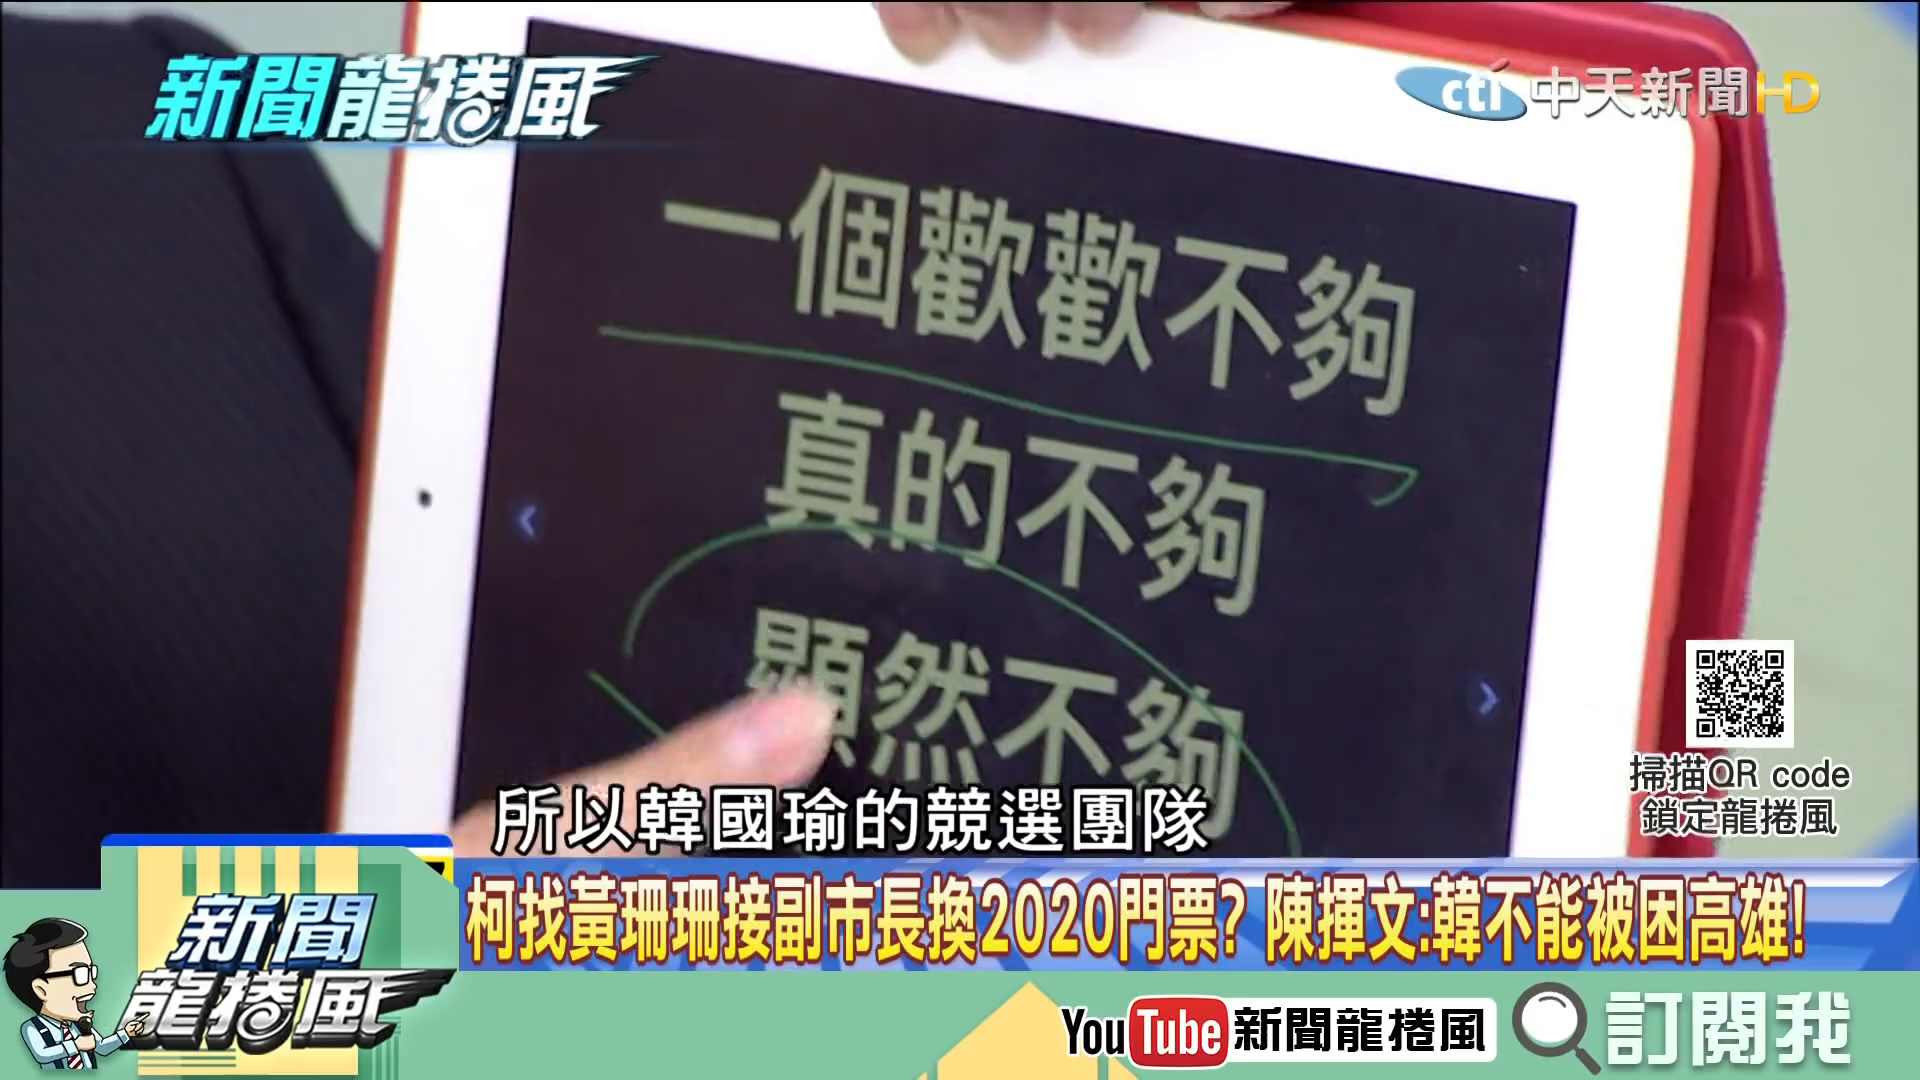 新聞龍捲風
cti 中天新聞HD
一個歡歡不夠
真的不夠
顯然不夠
掃描QR code
鎖定龍捲風
所以韓國瑜的競選團隊
柯找黃珊珊接副市長換2020門票? 陳揮文:韓不能被困高雄!
新聞
龍捲風
YouTube 新聞龍捲風
訂閱我